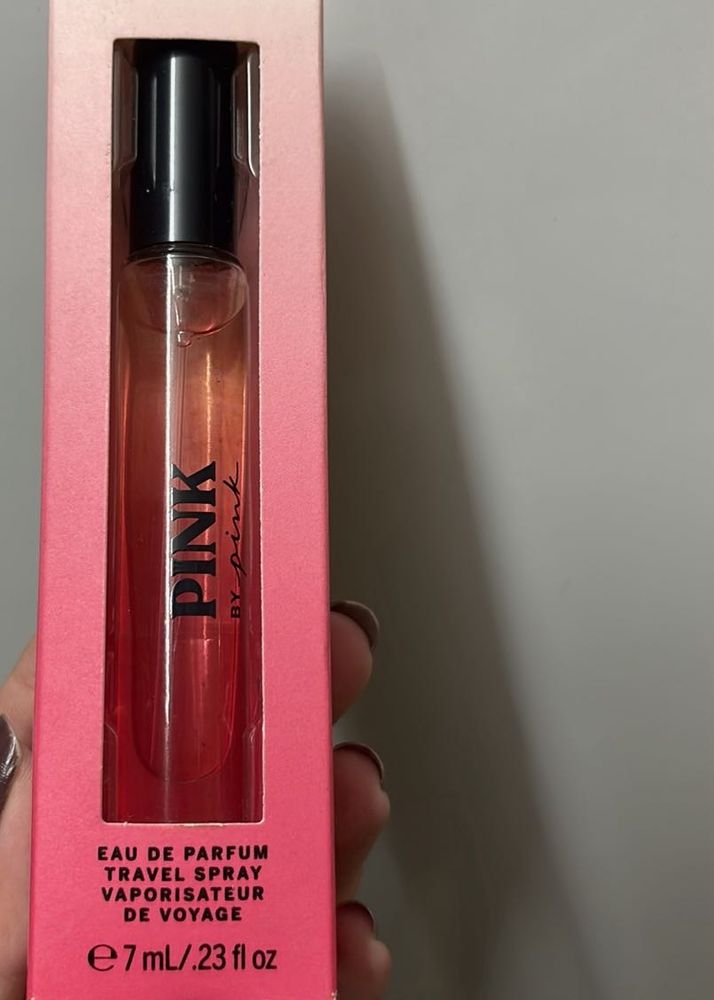 PINK
BY pink
EAU DE PARFUM
TRAVEL SPRAY
VAPORISATEUR
DE VOYAGE
℮7 mL/.23 fl oz